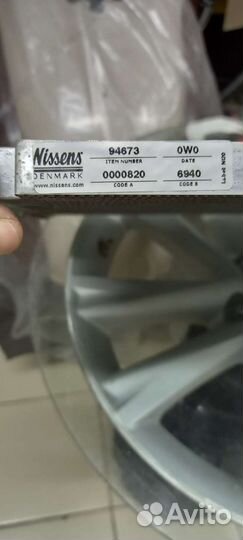 Nissens
DENMARK
www.nissens.com
94673
ITEM NUMBER
0W0
DATE
0000820
CODE A
6940
CODE B
Avito